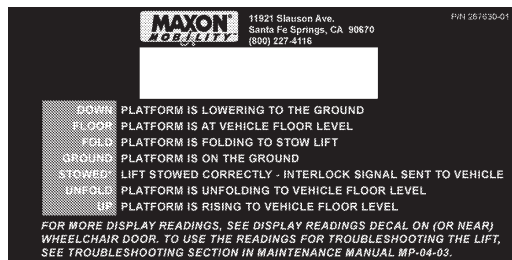 MAXON®
MOBILITY
11921 Slauson Ave.
Santa Fe Springs, CA 90670
(800) 227-4116
P/N 267630-01
DOWN PLATFORM IS LOWERING TO THE GROUND
FLOOR PLATFORM IS AT VEHICLE FLOOR LEVEL
FOLD PLATFORM IS FOLDING TO STOW LIFT
GROUND PLATFORM IS ON THE GROUND
STOWED* LIFT STOWED CORRECTLY - INTERLOCK SIGNAL SENT TO VEHICLE
UNFOLD PLATFORM IS UNFOLDING TO VEHICLE FLOOR LEVEL
UP PLATFORM IS RISING TO VEHICLE FLOOR LEVEL
FOR MORE DISPLAY READINGS, SEE DISPLAY READINGS DECAL ON (OR NEAR)
WHEELCHAIR DOOR. TO USE THE READINGS FOR TROUBLESHOOTING THE LIFT,
SEE TROUBLESHOOTING SECTION IN MAINTENANCE MANUAL MP-04-03.